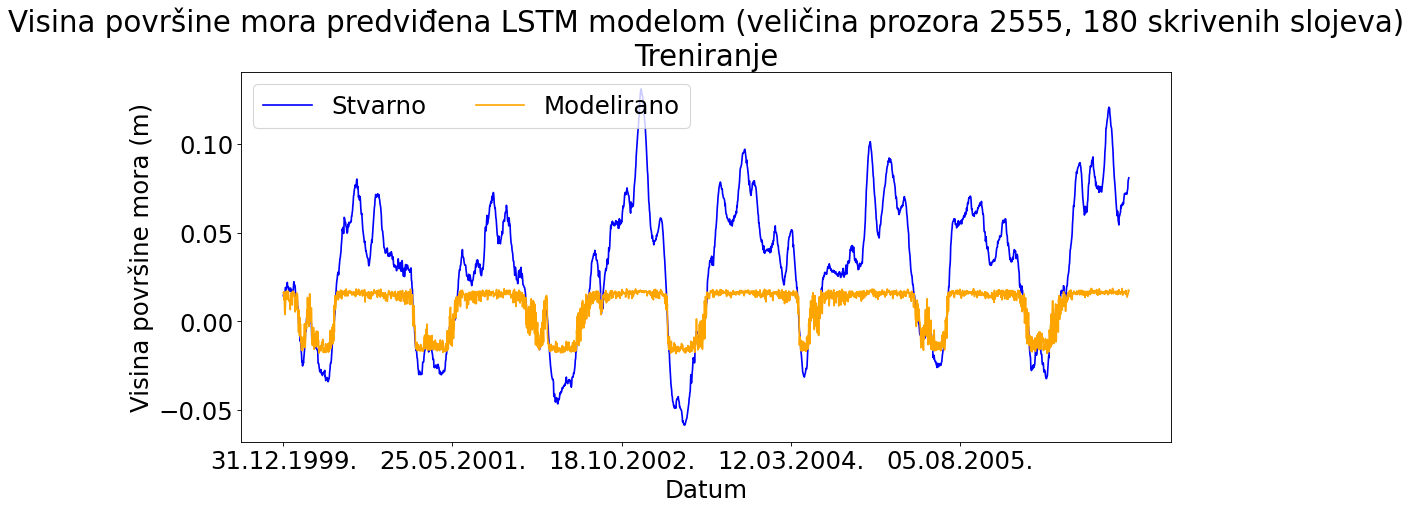 Visina površine mora predviđena LSTM modelom (veličina prozora 2555, 180 skrivenih slojeva)
Treniranje
Stvarno
Modelirano
Visina površine mora (m)
0.10
0.05
0.00
−0.05
31.12.1999.
25.05.2001.
18.10.2002.
12.03.2004.
05.08.2005.
Datum